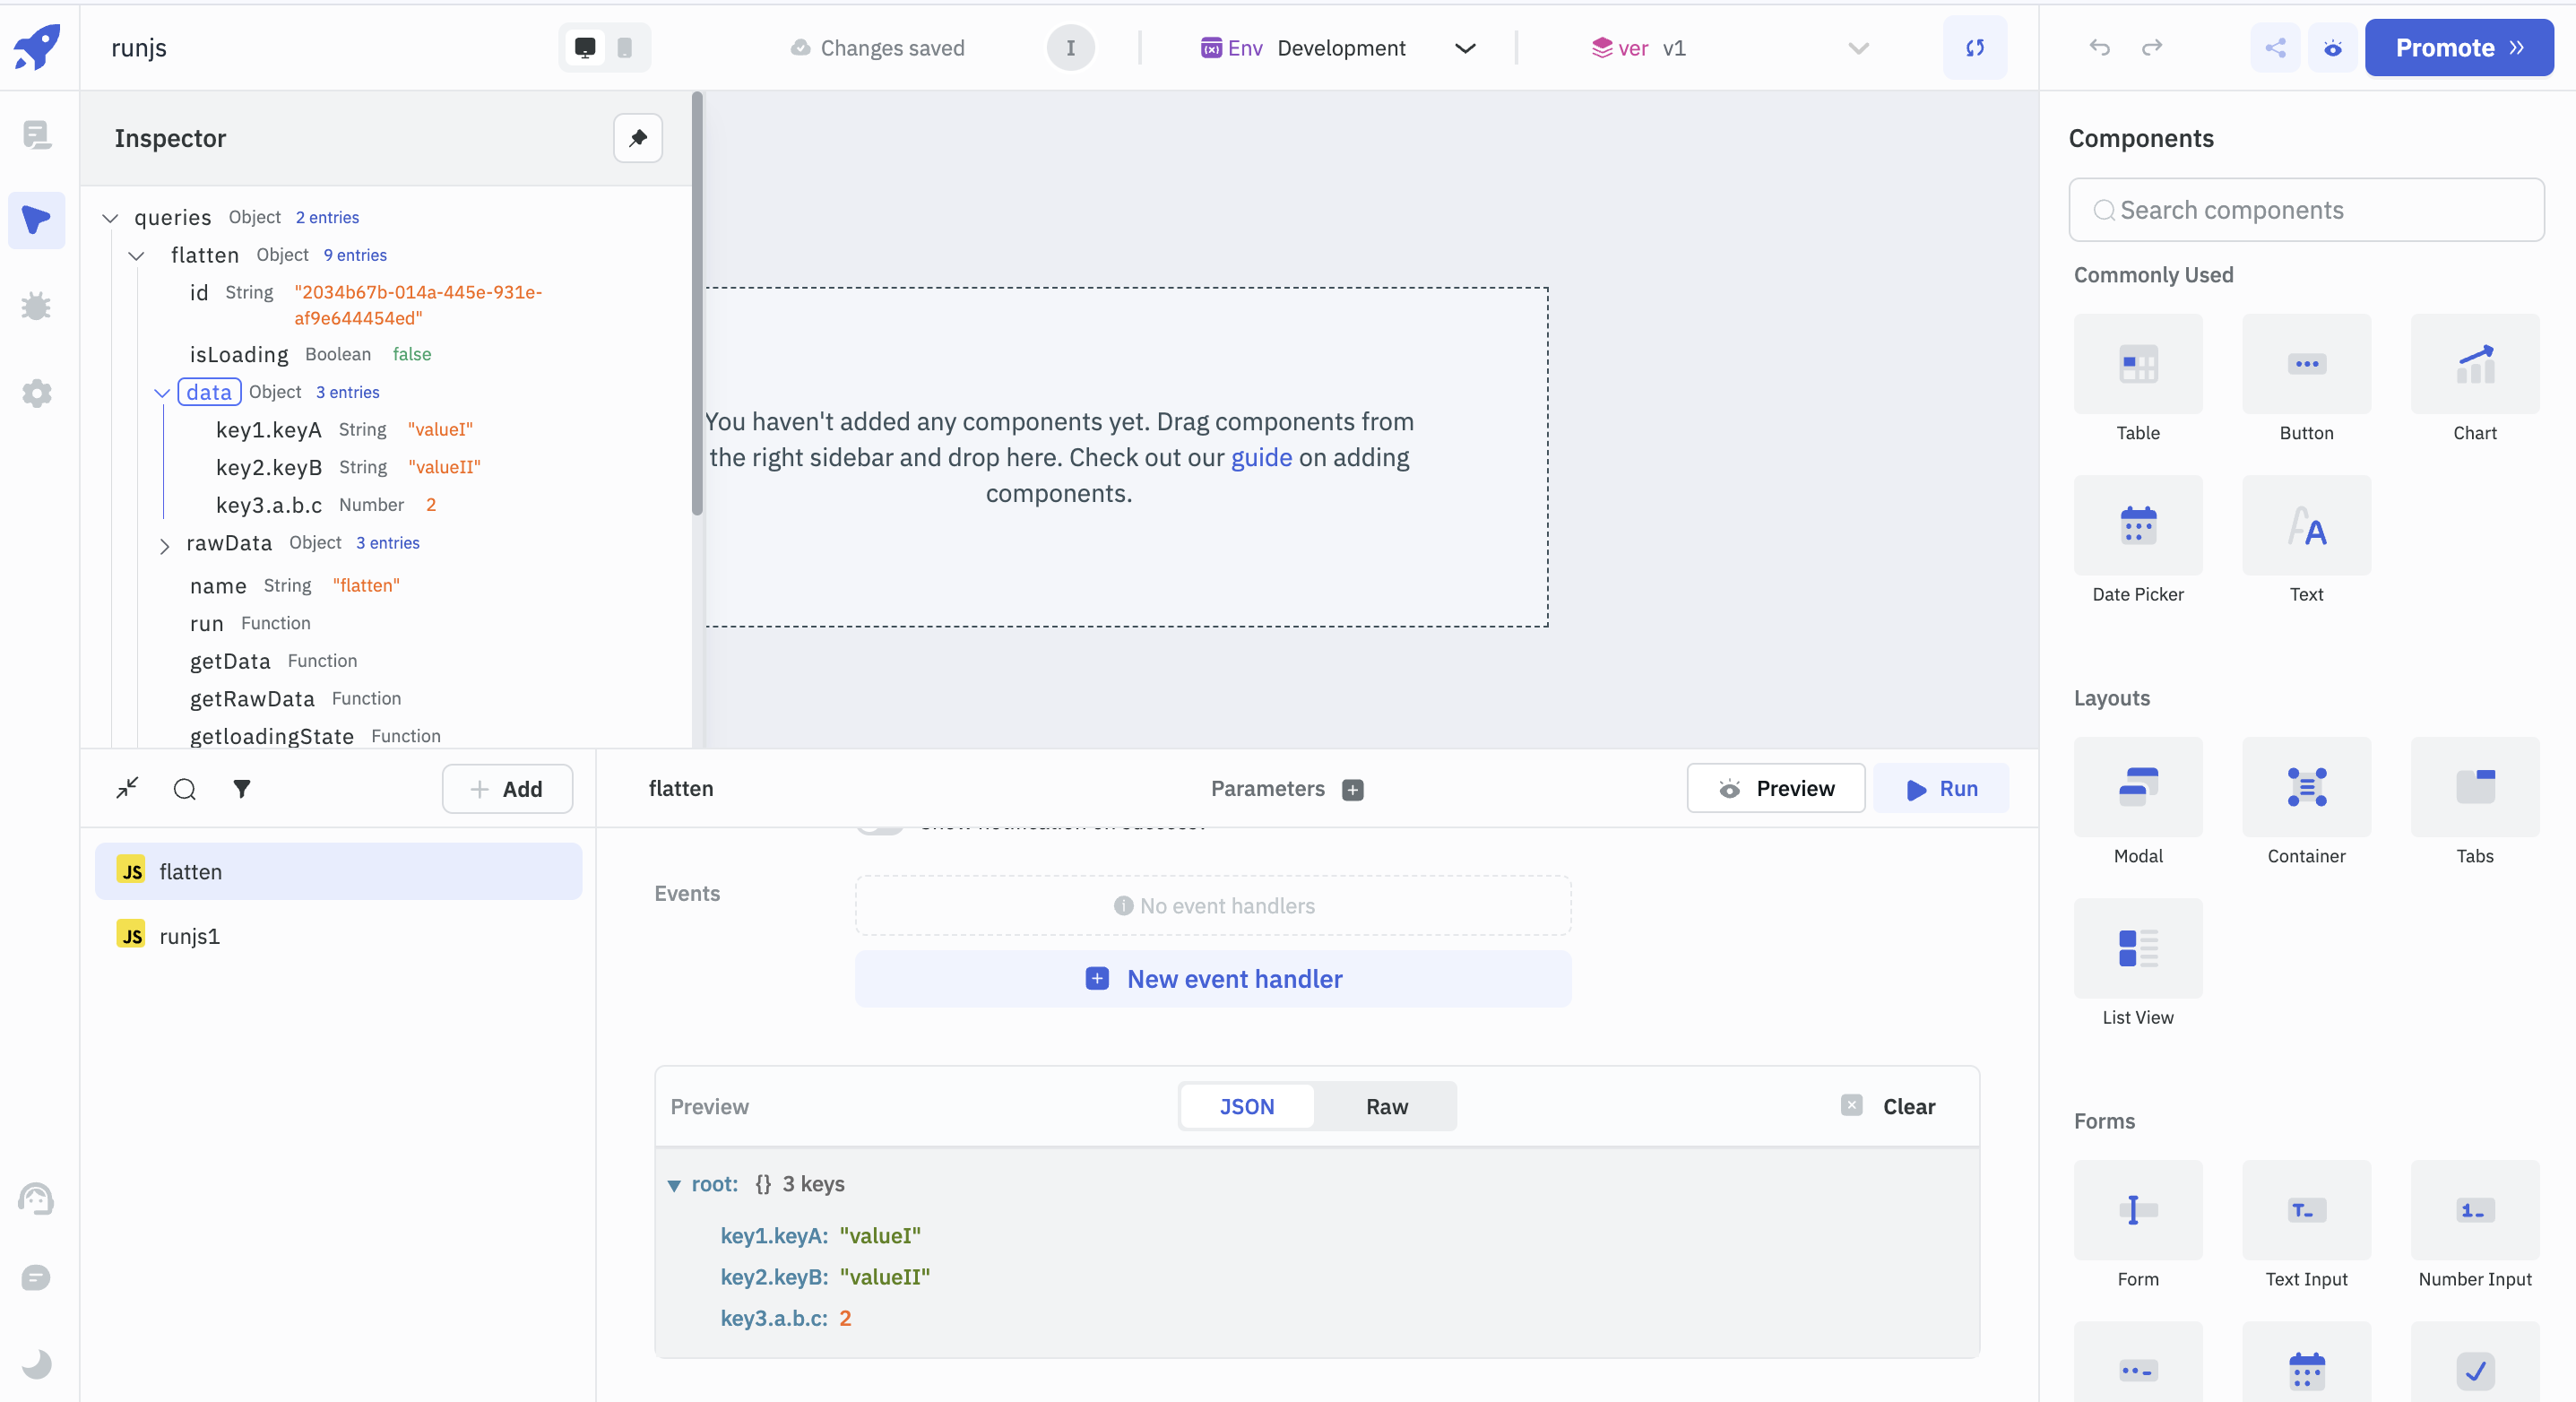 runjs
Changes saved
I
Env Development
ver v1
Promote
Inspector
queries Object 2 entries
flatten Object 9 entries
id String "2034b67b-014a-445e-931e-
af9e644454ed"
isLoading Boolean false
data Object 3 entries
key1.keyA String "valueI"
key2.keyB String "valueII"
key3.a.b.c Number 2
rawData Object 3 entries
name String "flatten"
run Function
getData Function
getRawData Function
getloadingState Function
You haven't added any components yet. Drag components from
the right sidebar and drop here. Check out our guide on adding
components.
Components
Search components
Commonly Used
Table
Button
Chart
Date Picker
Text
Layouts
Modal
Container
Tabs
List View
Forms
Form
Text Input
Number Input
Add
JS flatten
JS runjs1
flatten
Parameters
Preview
Run
Events
No event handlers
New event handler
Preview
JSON
Raw
Clear
root: {} 3 keys
key1.keyA: "valueI"
key2.keyB: "valueII"
key3.a.b.c: 2